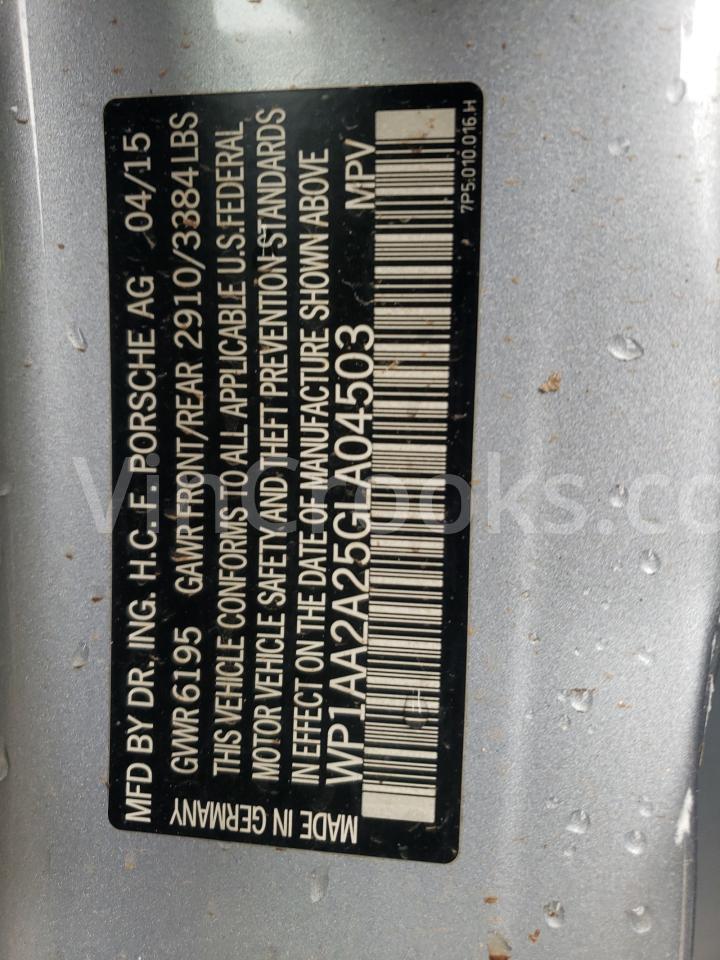 MFD BY DR. ING. H.C. F. PORSCHE AG 04/15
GVWR 6195 GAWR FRONT/REAR 2910/3384LBS
THIS VEHICLE CONFORMS TO ALL APPLICABLE U.S.FEDERAL
MOTOR VEHICLE SAFETY AND THEFT PREVENTION STANDARDS
IN EFFECT ON THE DATE OF MANUFACTURE SHOWN ABOVE
WP1AA2A25GLA04503 MPV
MADE IN GERMANY
7P5.010.016.H
VinCrooks.co